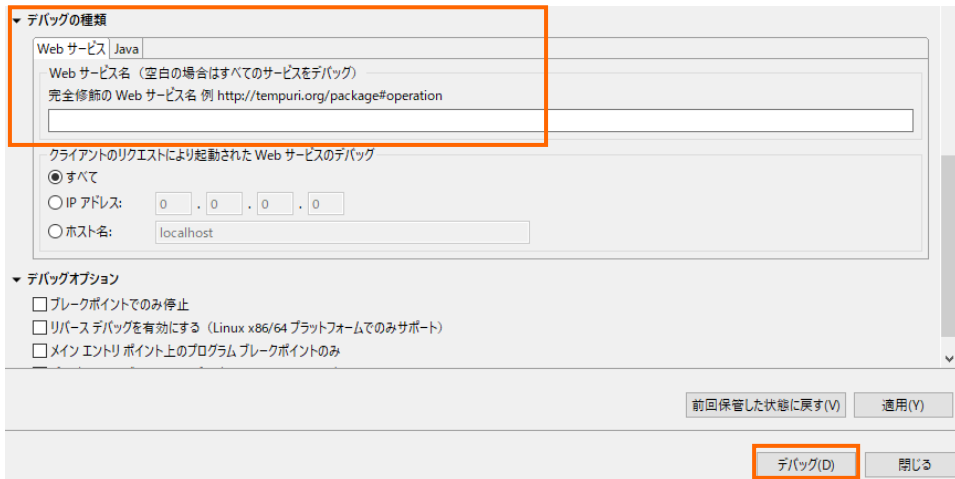 デバッグの種類
Web サービス Java
Web サービス名（空白の場合はすべてのサービスをデバッグ）
完全修飾の Web サービス名 例 http://tempuri.org/package#operation
クライアントのリクエストにより起動された Web サービスのデバッグ
すべて
IP アドレス: 0 . 0 . 0 . 0
ホスト名: localhost
デバッグオプション
ブレークポイントでのみ停止
リバース デバッグを有効にする（Linux x86/64 プラットフォームでのみサポート）
メイン エントリ ポイント上のプログラム ブレークポイントのみ
前回保管した状態に戻す(V) 適用(Y)
デバッグ(D) 閉じる